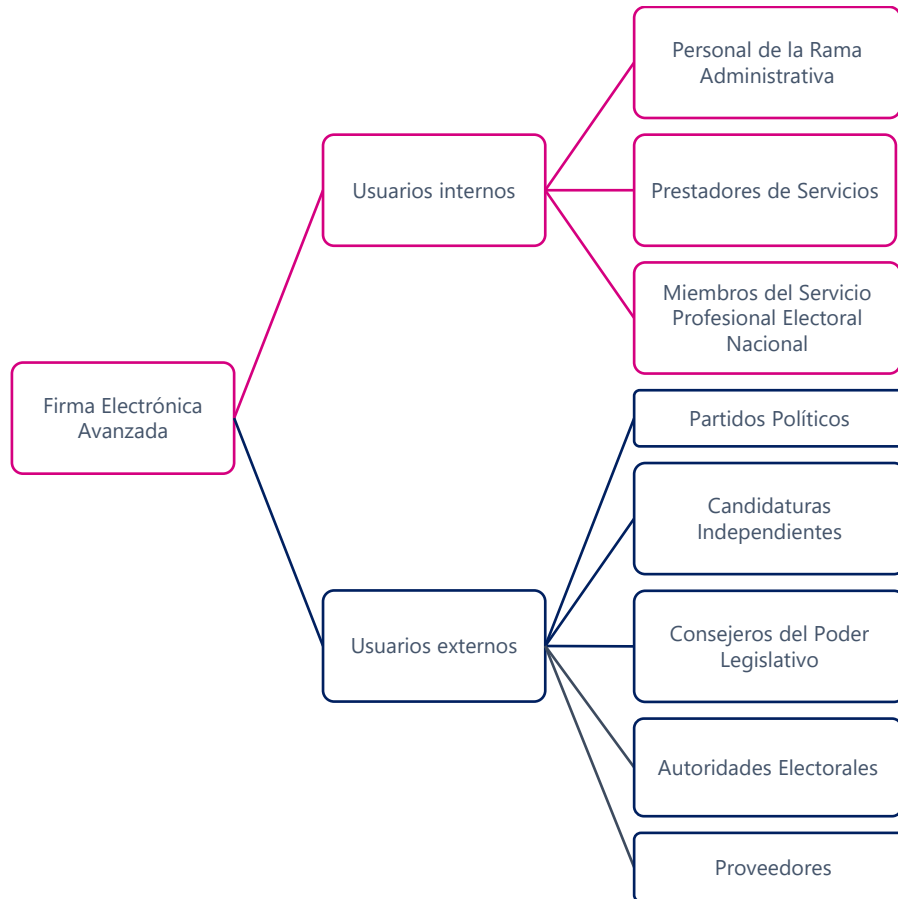 Firma Electrónica
Avanzada
Usuarios internos
Personal de la Rama
Administrativa
Prestadores de Servicios
Miembros del Servicio
Profesional Electoral
Nacional
Usuarios externos
Partidos Políticos
Candidaturas
Independientes
Consejeros del Poder
Legislativo
Autoridades Electorales
Proveedores